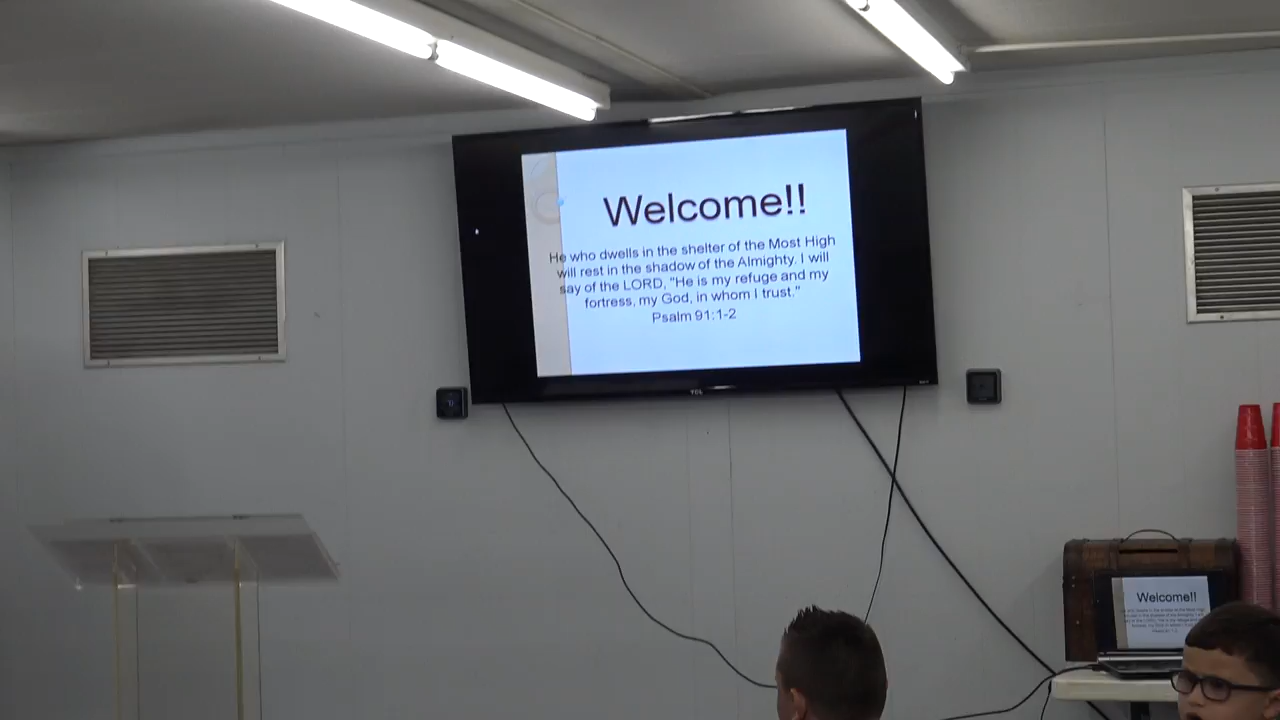 Welcome!!
He who dwells in the shelter of the Most High
will rest in the shadow of the Almighty. I will
say of the LORD, "He is my refuge and my
fortress, my God, in whom I trust."
Psalm 91:1-2
TCL
Welcome!!